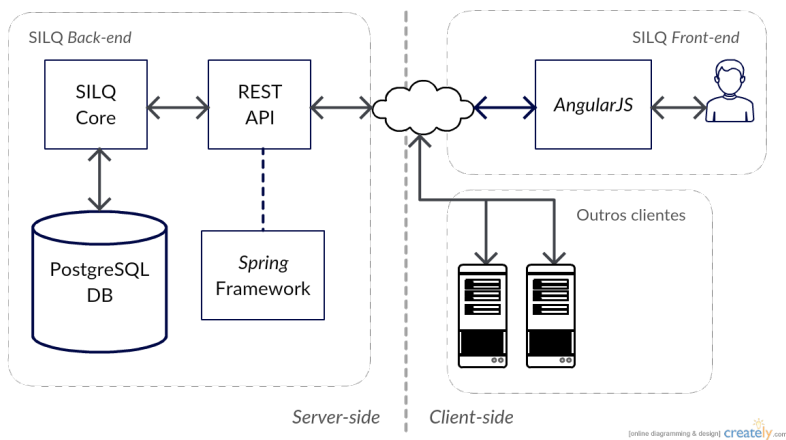 SILQ Back-end
SILQ Front-end
SILQ
Core
REST
API
AngularJS
PostgreSQL
DB
Spring
Framework
Outros clientes
Server-side
Client-side
[online diagramming & design] creately.com